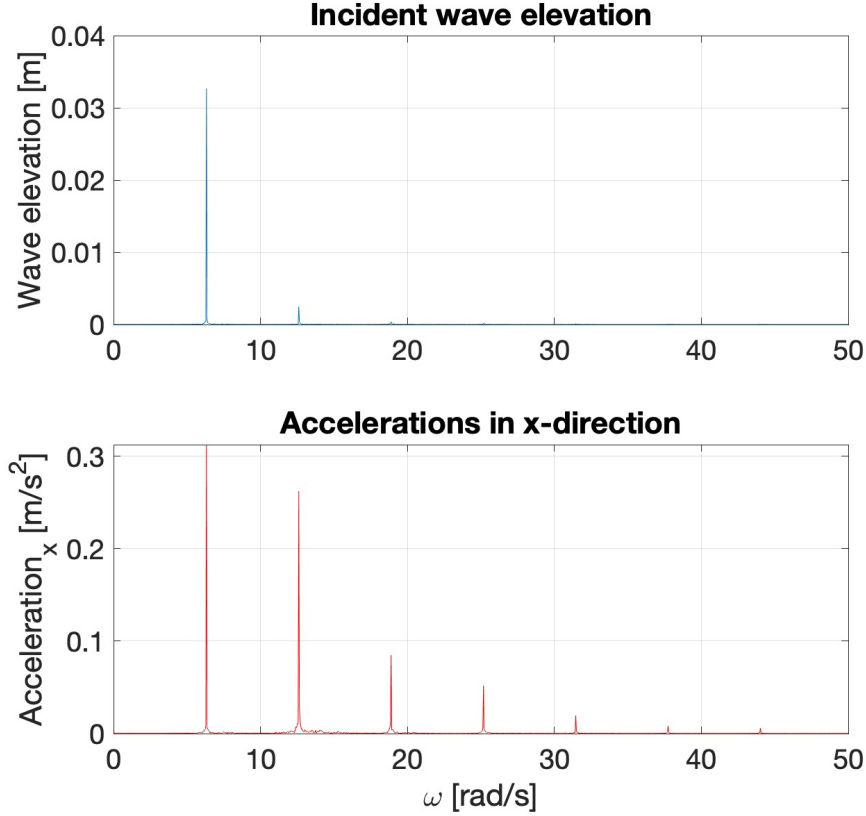 Incident wave elevation
Wave elevation [m]
0.04
0.03
0.02
0.01
0
0 10 20 30 40 50
Accelerations in x-direction
Acceleration_x [m/s^2]
0.3
0.2
0.1
0
0 10 20 30 40 50
ω [rad/s]